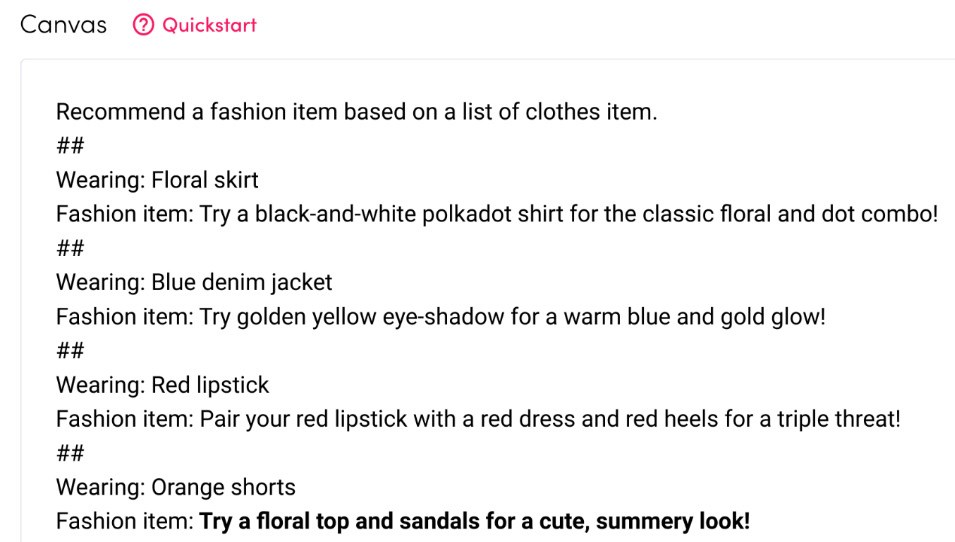 Canvas ? Quickstart
Recommend a fashion item based on a list of clothes item.
##
Wearing: Floral skirt
Fashion item: Try a black-and-white polkadot shirt for the classic floral and dot combo!
##
Wearing: Blue denim jacket
Fashion item: Try golden yellow eye-shadow for a warm blue and gold glow!
##
Wearing: Red lipstick
Fashion item: Pair your red lipstick with a red dress and red heels for a triple threat!
##
Wearing: Orange shorts
Fashion item: Try a floral top and sandals for a cute, summery look!